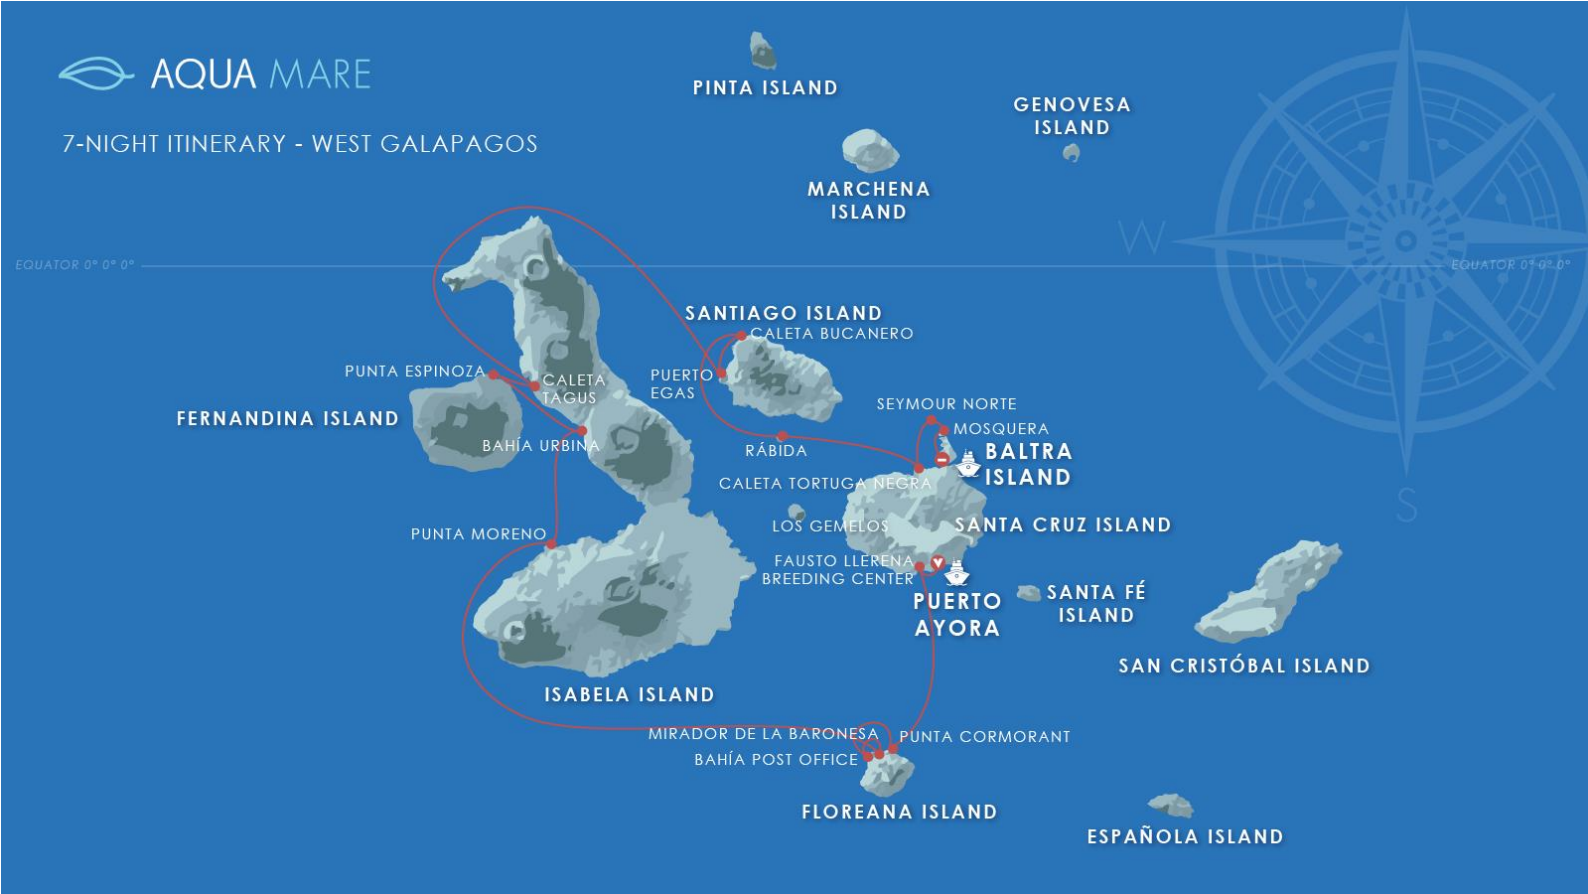 AQUA MARE
7-NIGHT ITINERARY - WEST GALAPAGOS
PINTA ISLAND
GENOVESA
ISLAND
MARCHENA
ISLAND
W
EQUATOR 0° 0° 0°
EQUATOR 0° 0° 0°
SANTIAGO ISLAND
CALETA BUCANERO
PUNTA ESPINOZA
CALETA
TAGUS
PUERTO
EGAS
FERNANDINA ISLAND
SEYMOUR NORTE
MOSQUERA
BAHÍA URBINA
RÁBIDA
BALTRA
ISLAND
CALETA TORTUGA NEGRA
S
LOS GEMELOS
SANTA CRUZ ISLAND
PUNTA MORENO
FAUSTO LLERENA
BREEDING CENTER
PUERTO
AYORA
SANTA FÉ
ISLAND
SAN CRISTÓBAL ISLAND
ISABELA ISLAND
MIRADOR DE LA BARONESA
PUNTA CORMORANT
BAHÍA POST OFFICE
FLOREANA ISLAND
ESPAÑOLA ISLAND